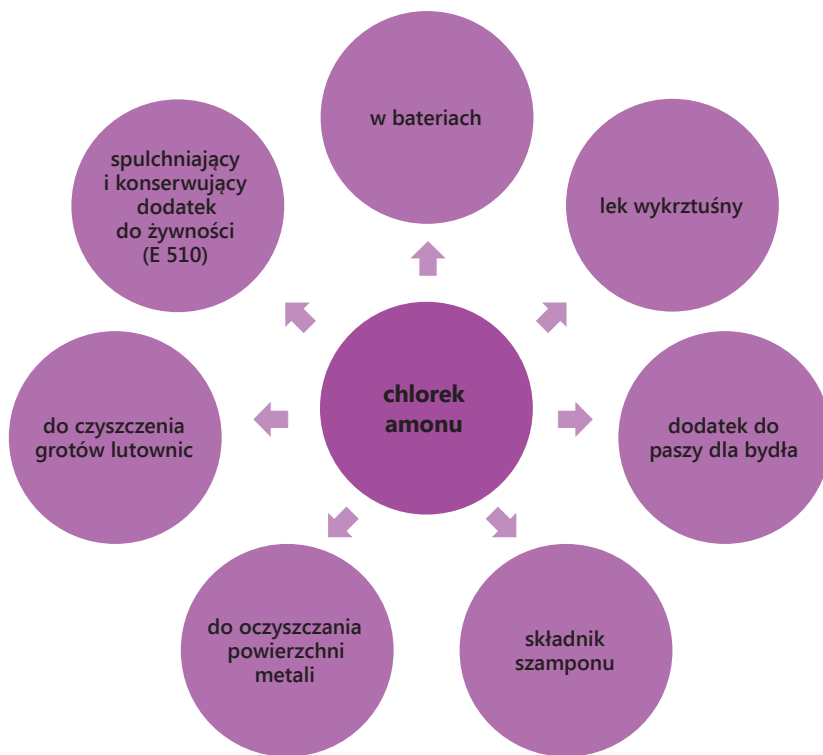 w bateriach
spulchniający
i konserwujący
dodatek
do żywności
(E 510)
lek wykrztuśny
chlorek
amonu
do czyszczenia
grotów lutownic
dodatek do
paszy dla bydła
do oczyszczania
powierzchni
metali
składnik
szamponu